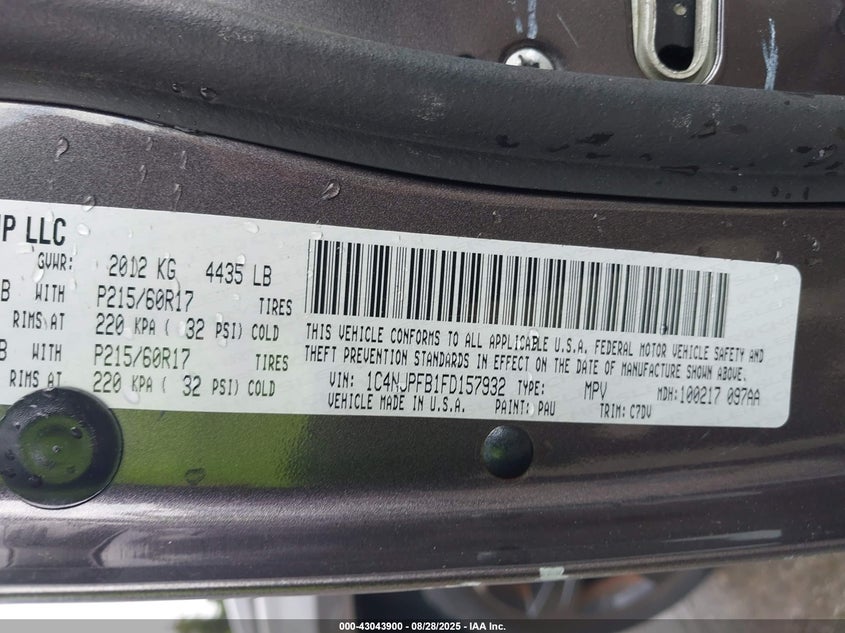 UP LLC
GVWR: 2012 KG 4435 LB
B WITH P215/60R17 TIRES
RIMS AT 220 KPA ( 32 PSI) COLD
B WITH P215/60R17 TIRES
RIMS AT 220 KPA ( 32 PSI) COLD
THIS VEHICLE CONFORMS TO ALL APPLICABLE U.S.A. FEDERAL MOTOR VEHICLE SAFETY AND
THEFT PREVENTION STANDARDS IN EFFECT ON THE DATE OF MANUFACTURE SHOWN ABOVE.
VIN: 1C4NJPFB1FD157932 TYPE: MPV MDH:100217 097AA
VEHICLE MADE IN U.S.A. PAINT: PAU TRIM: C7DV
000-43043900 - 08/28/2025 - IAA Inc.